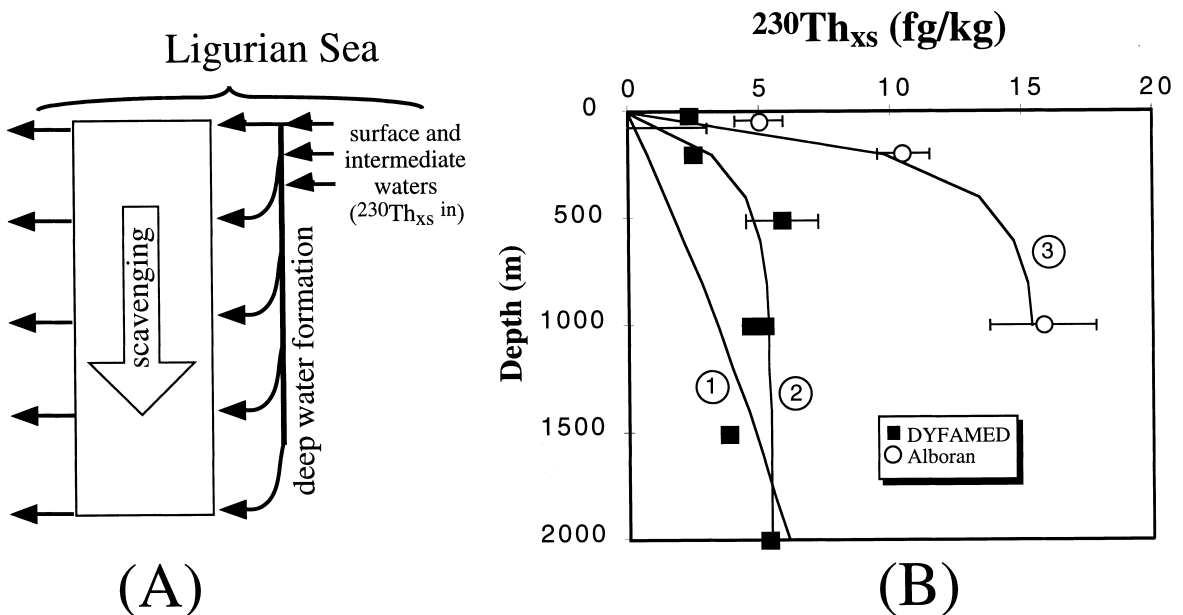 Ligurian Sea
surface and
intermediate
waters
(²³⁰Thxs in)
scavenging
deep water formation
(A)
²³⁰Thxs (fg/kg)
0 5 10 15 20
Depth (m)
0
500
1000
1500
2000
1
2
3
DYFAMED
Alboran
(B)